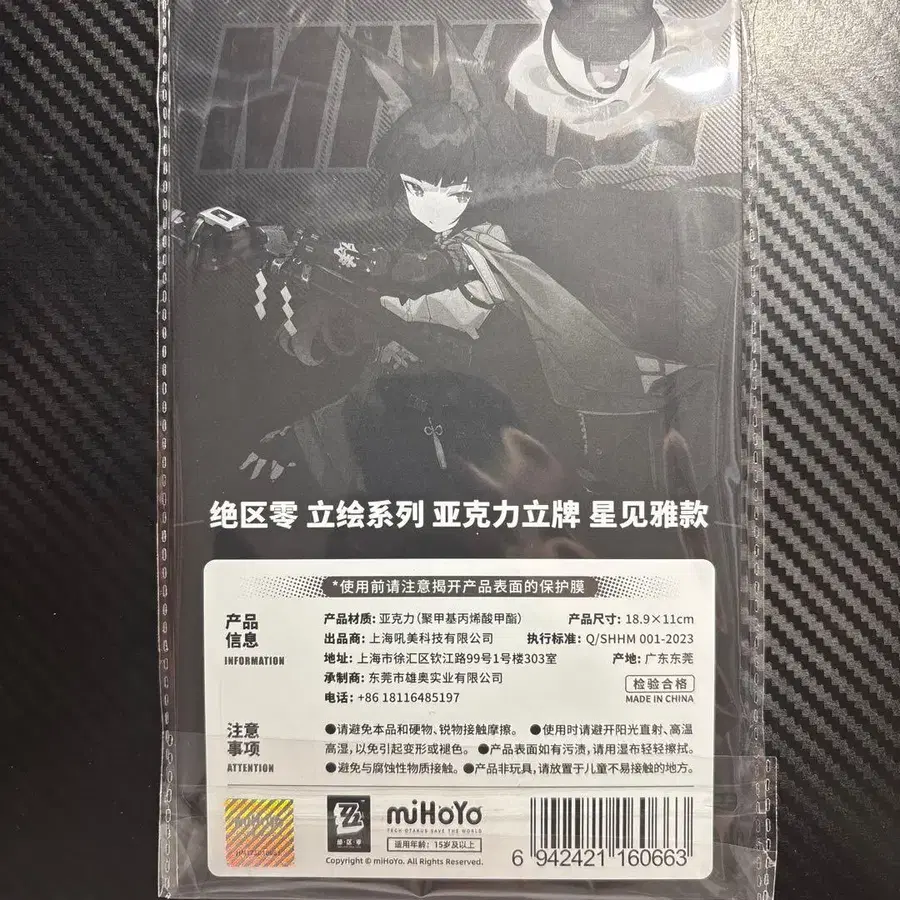 绝区零 立绘系列 亚克力立牌 星见雅款
*使用前请注意揭开产品表面的保护膜
产品
信息
INFORMATION
产品材质: 亚克力(聚甲基丙烯酸甲酯) 产品尺寸: 18.9×11cm
出品商: 上海吼美科技有限公司 执行标准: Q/SHHM 001-2023
地址: 上海市徐汇区钦江路99号1号楼303室 产地: 广东东莞
承制商: 东莞市雄奥实业有限公司 检验合格
电话: +86 18116485197 MADE IN CHINA
注意
事项
ATTENTION
●请避免本品和硬物、锐物接触摩擦。 ●使用时请避开阳光直射、高温
高湿,以免引起变形或褪色。 ●产品表面如有污渍,请用湿布轻轻擦拭。
●避免与腐蚀性物质接触。 ●产品非玩具,请放置于儿童不易接触的地方。
miHoYo
绝区零
miHoYo
TECH OTAKUS SAVE THE WORLD
适用年龄: 15岁及以上
Copyright © miHoYo. All Rights Reserved.
6 942421 160663